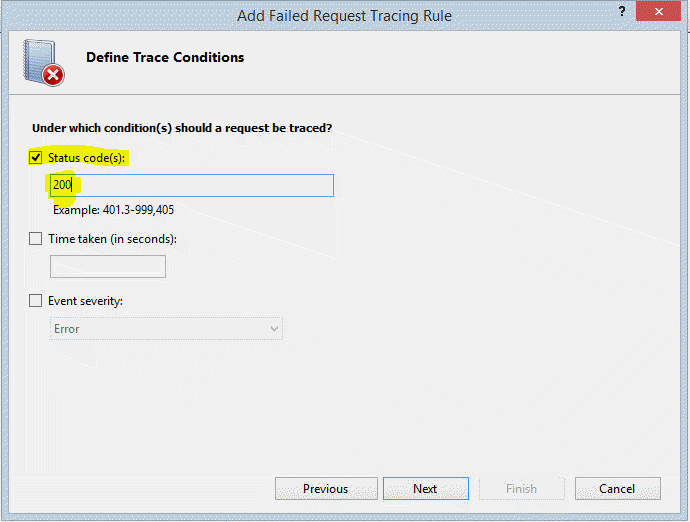 Add Failed Request Tracing Rule
?
Define Trace Conditions
Under which condition(s) should a request be traced?
Status code(s):
200
Example: 401.3-999,405
Time taken (in seconds):
Event severity:
Error
Previous Next Finish Cancel